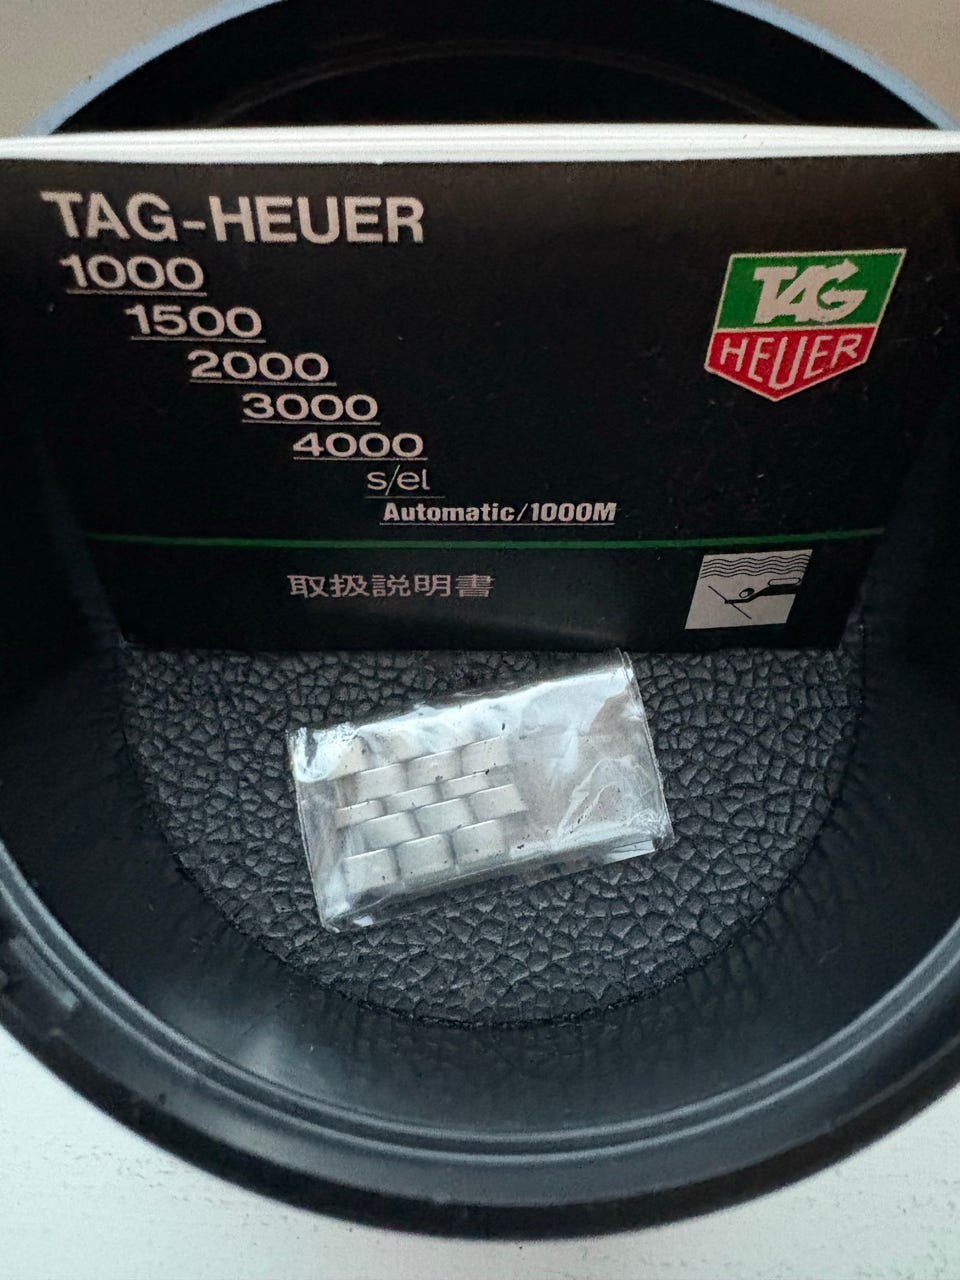 TAG-HEUER
1000
1500
2000
3000
4000
s/el
Automatic/1000M
TAG
HEUER
取扱説明書